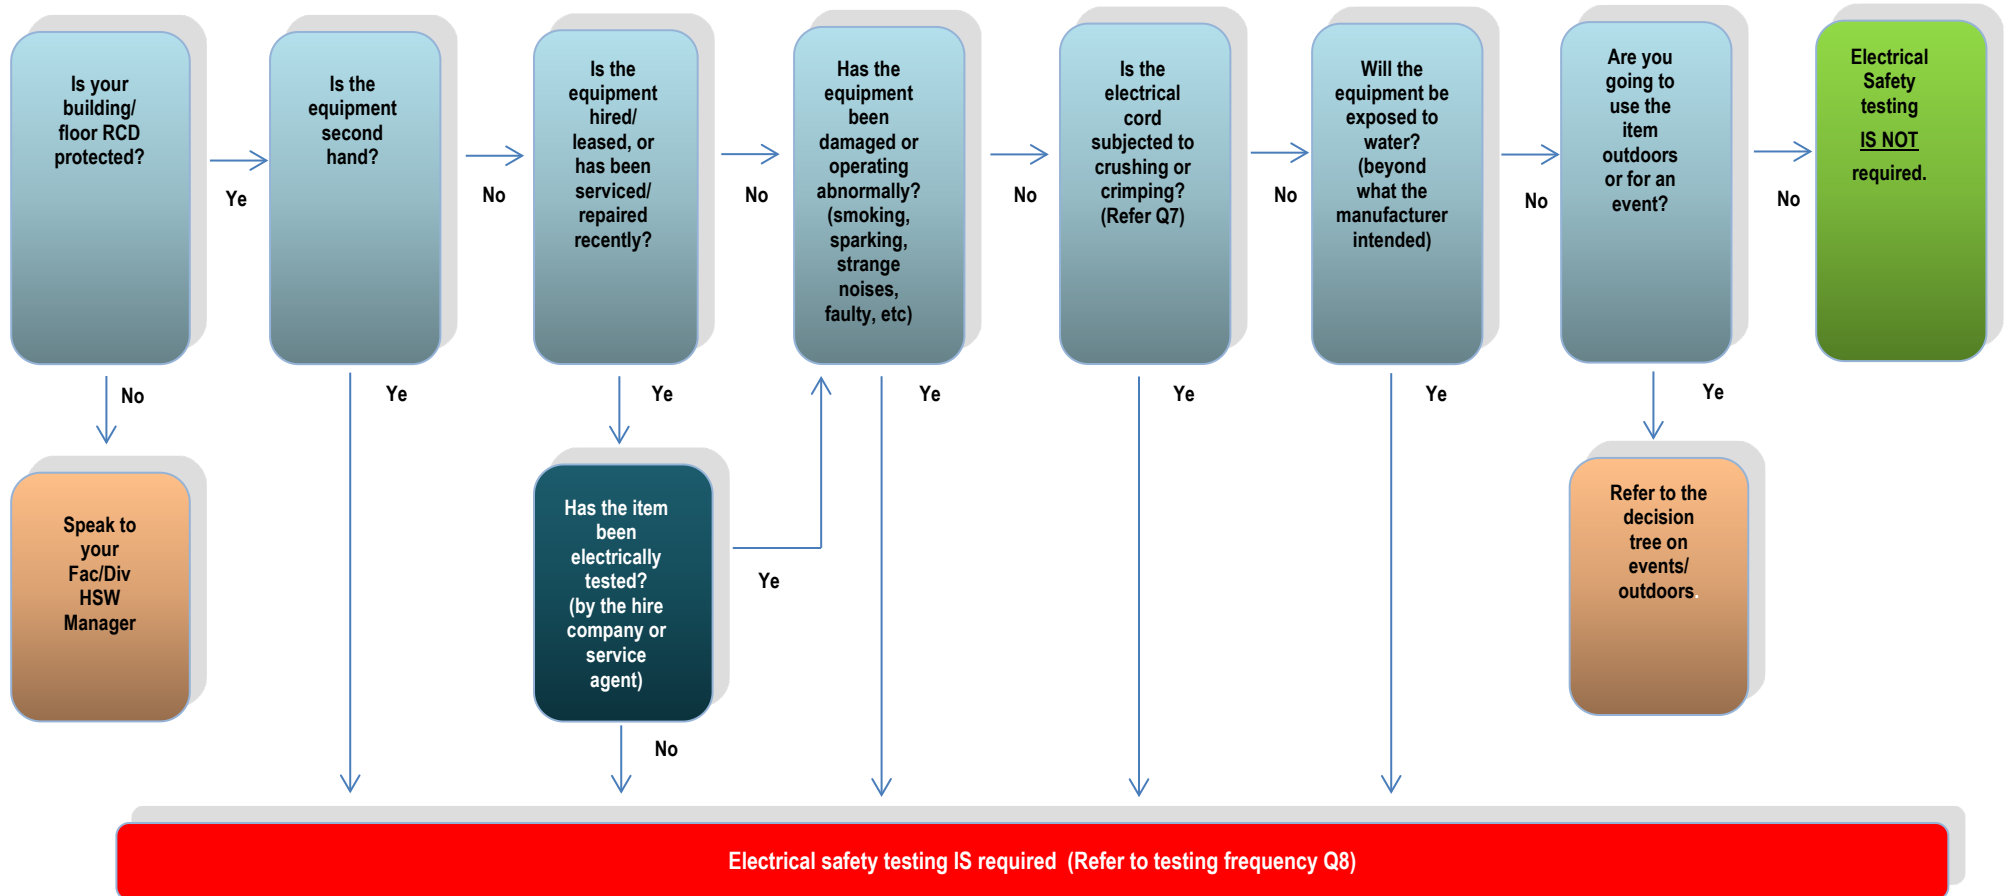 Is your
building/
floor RCD
protected?
Ye
Is the
equipment
second
hand?
No
Is the
equipment
hired/
leased, or
has been
serviced/
repaired
recently?
No
Has the
equipment
been
damaged or
operating
abnormally?
(smoking,
sparking,
strange
noises,
faulty, etc)
No
Is the
electrical
cord
subjected to
crushing or
crimping?
(Refer Q7)
No
Will the
equipment be
exposed to
water?
(beyond
what the
manufacturer
intended)
No
Are you
going to
use the
item
outdoors
or for an
event?
No
Electrical
Safety
testing
IS NOT
required.
No
Ye
Ye
Ye
Ye
Ye
Ye
Speak to
your
Fac/Div
HSW
Manager
Has the item
been
electrically
tested?
(by the hire
company or
service
agent)
Ye
No
Refer to the
decision
tree on
events/
outdoors.
Electrical safety testing IS required (Refer to testing frequency Q8)